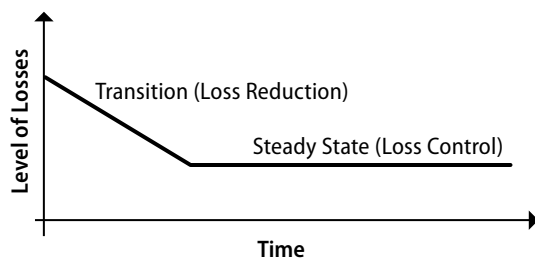 Transition (Loss Reduction)
Steady State (Loss Control)
Level of Losses
Time